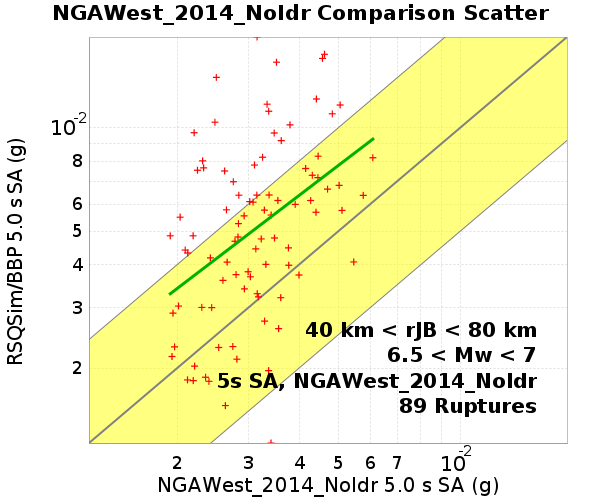 NGAWest_2014_NoIdr Comparison Scatter
RSQSim/BBP 5.0 s SA (g)
10-2
8
6
5
4
3
2
40 km < rJB < 80 km
6.5 < Mw < 7
5s SA, NGAWest_2014_NoIdr
89 Ruptures
2 3 4 5 6 7 10-2
NGAWest_2014_NoIdr 5.0 s SA (g)